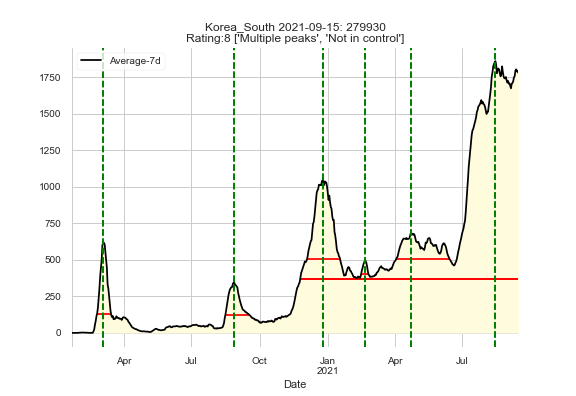 Korea_South 2021-09-15: 279930
Rating:8 ['Multiple peaks', 'Not in control']
Average-7d
1750
1500
1250
1000
750
500
250
0
Apr
Jul
Oct
Jan
2021
Apr
Jul
Date